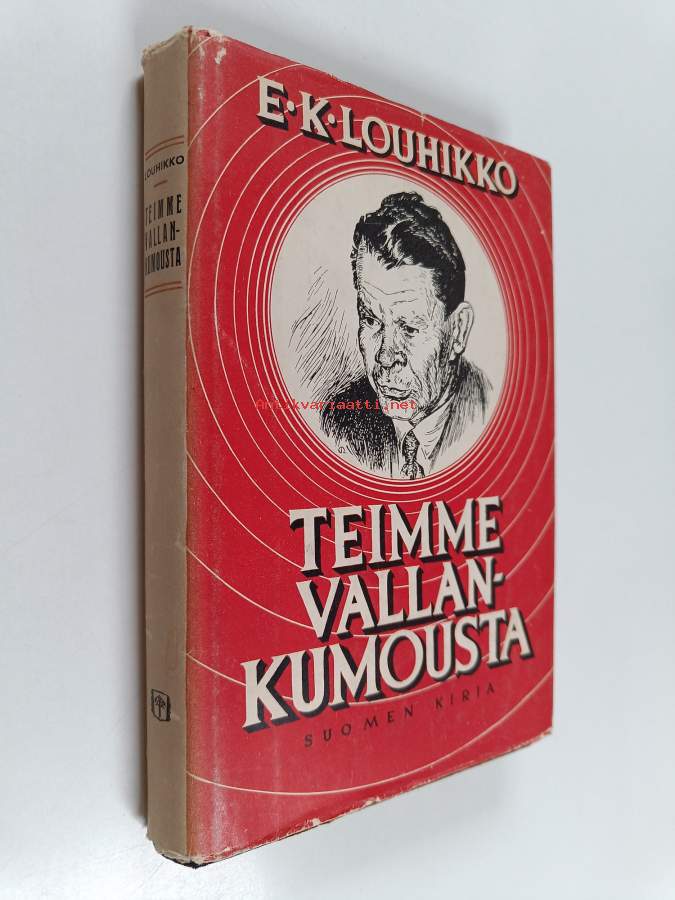 E·K·LOUHIKKO
TEIMME
VALLAN-
KUMOUSTA
SUOMEN KIRJA
LOUHIKKO
TEIMME
VALLAN-
KUMOUSTA
Antikvariaatti.net